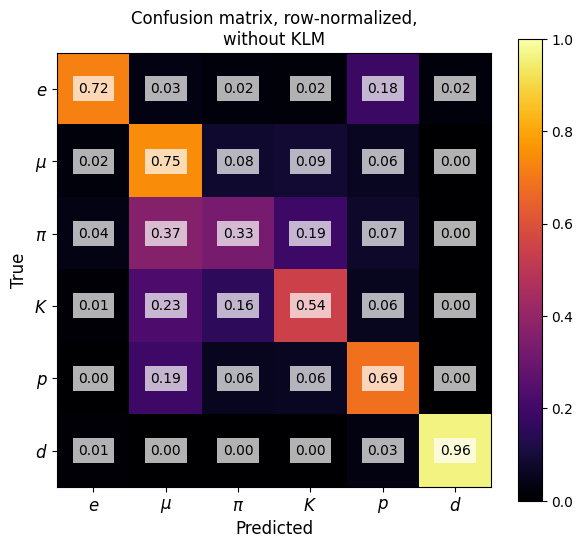 Confusion matrix, row-normalized,
without KLM
e 0.72 0.03 0.02 0.02 0.18 0.02
μ 0.02 0.75 0.08 0.09 0.06 0.00
π 0.04 0.37 0.33 0.19 0.07 0.00
K 0.01 0.23 0.16 0.54 0.06 0.00
p 0.00 0.19 0.06 0.06 0.69 0.00
d 0.01 0.00 0.00 0.00 0.03 0.96
e μ π K p d
True
Predicted
1.0
0.8
0.6
0.4
0.2
0.0